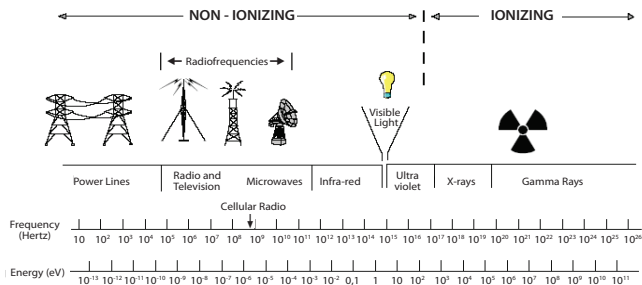 NON - IONIZING IONIZING
Radiofrequencies
Visible
Light
Power Lines Radio and Television Microwaves Infra-red Ultra violet X-rays Gamma Rays
Cellular Radio
Frequency (Hertz) 10 10² 10³ 10⁴ 10⁵ 10⁶ 10⁷ 10⁸ 10⁹ 10¹⁰ 10¹¹ 10¹² 10¹³ 10¹⁴ 10¹⁵ 10¹⁶ 10¹⁷ 10¹⁸ 10¹⁹ 10²⁰ 10²¹ 10²² 10²³ 10²⁴ 10²⁵ 10²⁶
Energy (eV) 10⁻¹³ 10⁻¹² 10⁻¹¹ 10⁻¹⁰ 10⁻⁹ 10⁻⁸ 10⁻⁷ 10⁻⁶ 10⁻⁵ 10⁻⁴ 10⁻³ 10⁻² 0,1 1 10 10² 10³ 10⁴ 10⁵ 10⁶ 10⁷ 10⁸ 10⁹ 10¹⁰ 10¹¹